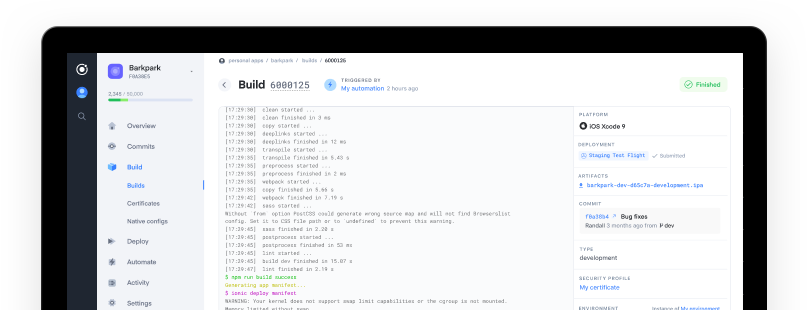 Barkpark
F0A38E5
2,345 / 50,000
Overview
Commits
Build
Builds
Certificates
Native configs
Deploy
Automate
Activity
Settings
personal apps / barkpark / builds / 6000125
Build 6000125
TRIGGERED BY
My automation 2 hours ago
Finished
[17:29:30] clean started ...
[17:29:30] clean finished in 3 ms
[17:29:30] copy started ...
[17:29:30] deeplinks started ...
[17:29:30] deeplinks finished in 12 ms
[17:29:30] transpile started ...
[17:29:35] transpile finished in 5.43 s
[17:29:35] preprocess started ...
[17:29:35] preprocess finished in 2 ms
[17:29:35] webpack started ...
[17:29:35] copy finished in 5.66 s
[17:29:42] webpack finished in 7.19 s
[17:29:42] sass started ...
Without `from` option PostCSS could generate wrong source map and will not find Browserslist
config. Set it to CSS file path or to `undefined` to prevent this warning.
[17:29:45] sass finished in 2.20 s
[17:29:45] postprocess started ...
[17:29:45] postprocess finished in 53 ms
[17:29:45] lint started ...
[17:29:45] build dev finished in 15.07 s
[17:29:47] lint finished in 2.19 s
$ npm run build success
Generating app manifest...
$ ionic deploy manifest
WARNING: Your kernel does not support swap limit capabilities or the cgroup is not mounted.
Memory limited without swap.
PLATFORM
iOS Xcode 9
DEPLOYMENT
Staging Test Flight Submitted
ARTIFACTS
barkpark-dev-d65c7a-development.ipa
COMMIT
f0a38b4 Bug fixes
Randall 3 months ago from dev
TYPE
development
SECURITY PROFILE
My certificate
ENVIRONMENT Instance of My environment